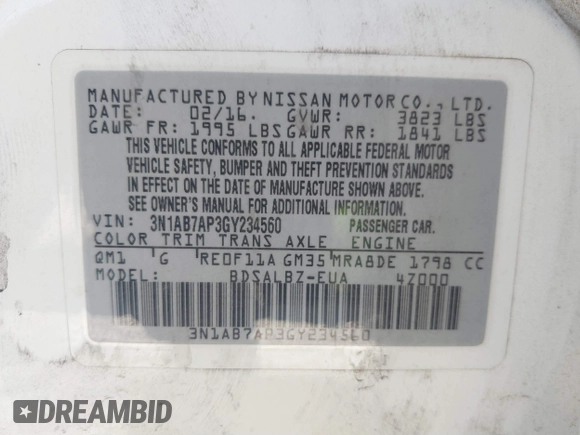 MANUFACTURED BY NISSAN MOTOR CO., LTD.
DATE: 02/16. GVWR: 3823 LBS
GAWR FR: 1995 LBS GAWR RR: 1841 LBS
THIS VEHICLE CONFORMS TO ALL APPLICABLE FEDERAL MOTOR
VEHICLE SAFETY, BUMPER AND THEFT PREVENTION STANDARDS
IN EFFECT ON THE DATE OF MANUFACTURE SHOWN ABOVE.
SEE OWNER'S MANUAL FOR ADDITIONAL INFORMATION.
VIN: 3N1AB7AP3GY234560 PASSENGER CAR.
COLOR TRIM TRANS AXLE ENGINE
QM1 G RE0F11A GM35 MRA8DE 1798 CC
MODEL: BDSALBZ-EUA 4Z000
3N1AB7AP3GY234560
DREAMBID